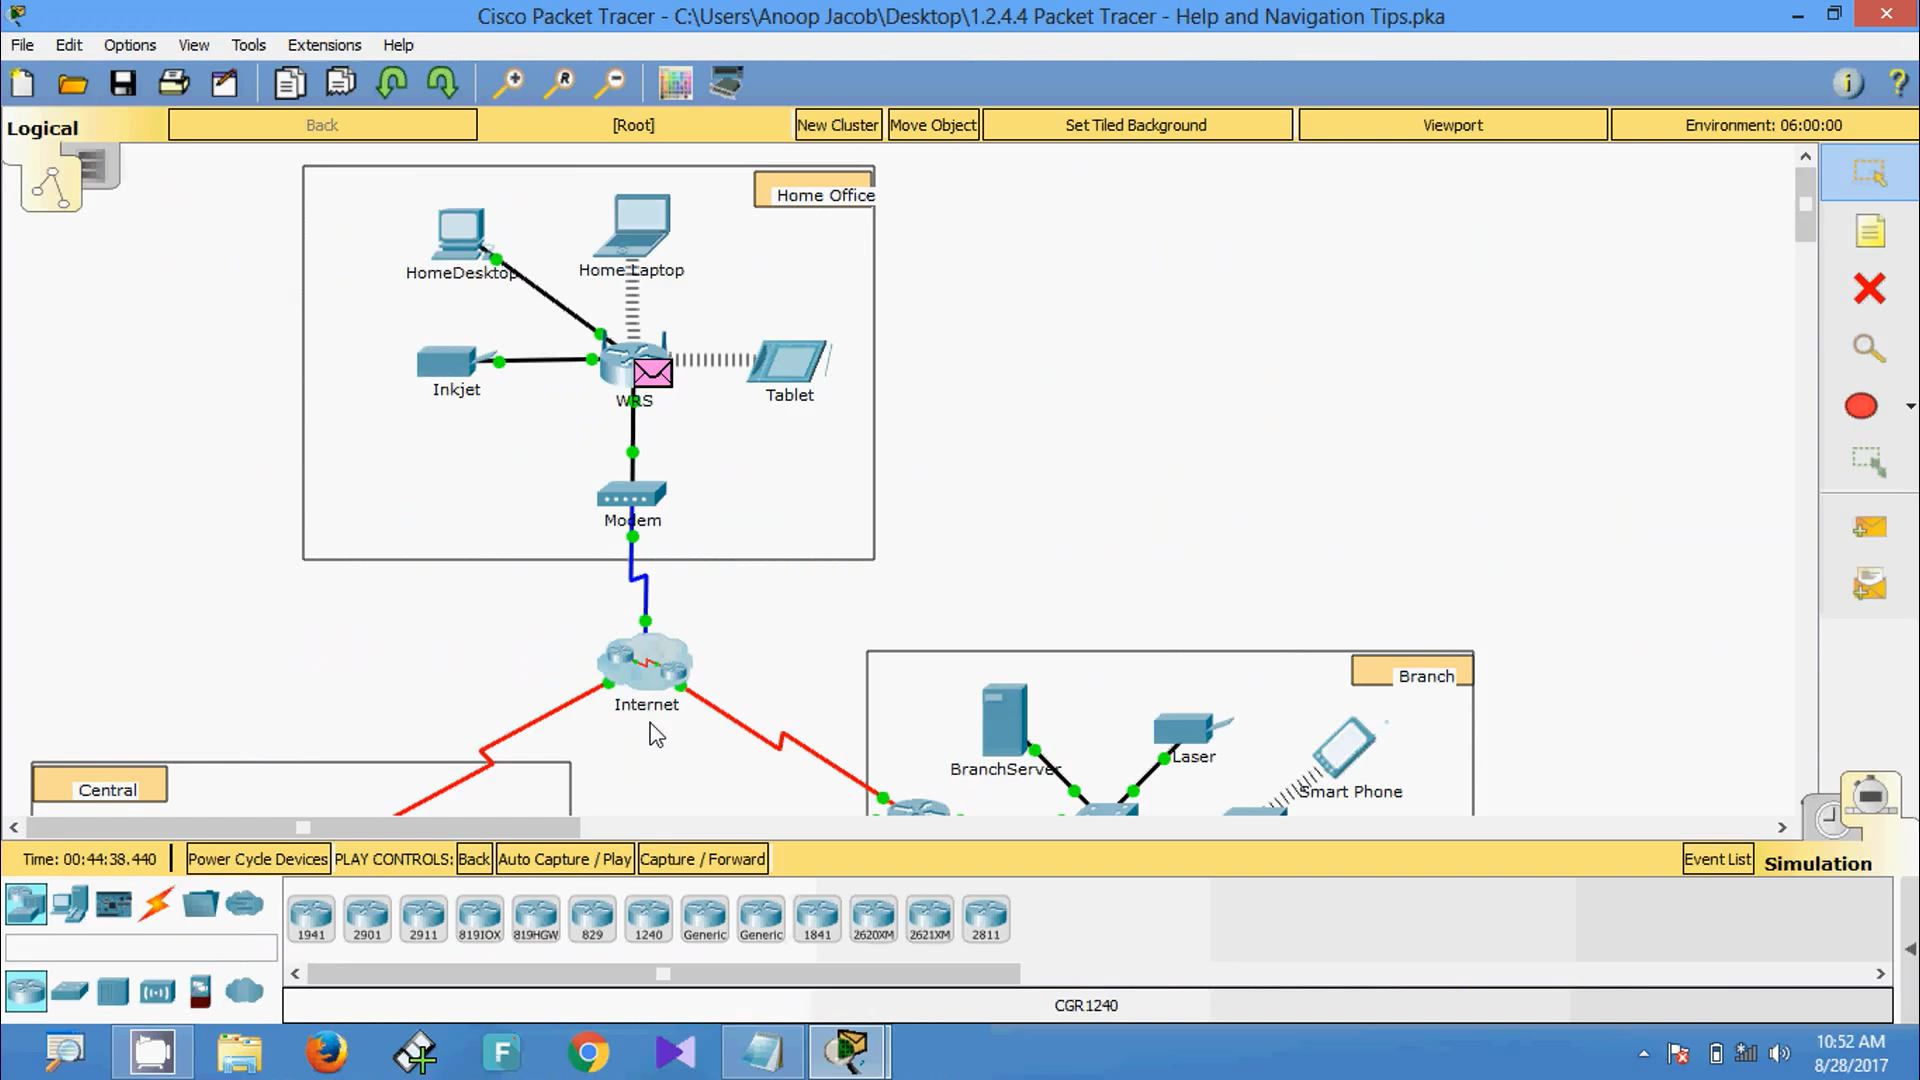 Cisco Packet Tracer - C:\Users\Anoop Jacob\Desktop\1.2.4.4 Packet Tracer - Help and Navigation Tips.pka
File Edit Options View Tools Extensions Help
Logical Back [Root] New Cluster Move Object Set Tiled Background Viewport Environment: 06:00:00
Home Office
HomeDesktop Home Laptop
Inkjet WRS Tablet
Modem
Internet
Branch
BranchServer Laser
Smart Phone
Central
Time: 00:44:38.440 Power Cycle Devices PLAY CONTROLS: Back Auto Capture / Play Capture / Forward Event List Simulation
1941 2901 2911 819IOX 819HGW 829 1240 Generic Generic 1841 2620XM 2621XM 2811
CGR1240
10:52 AM
8/28/2017